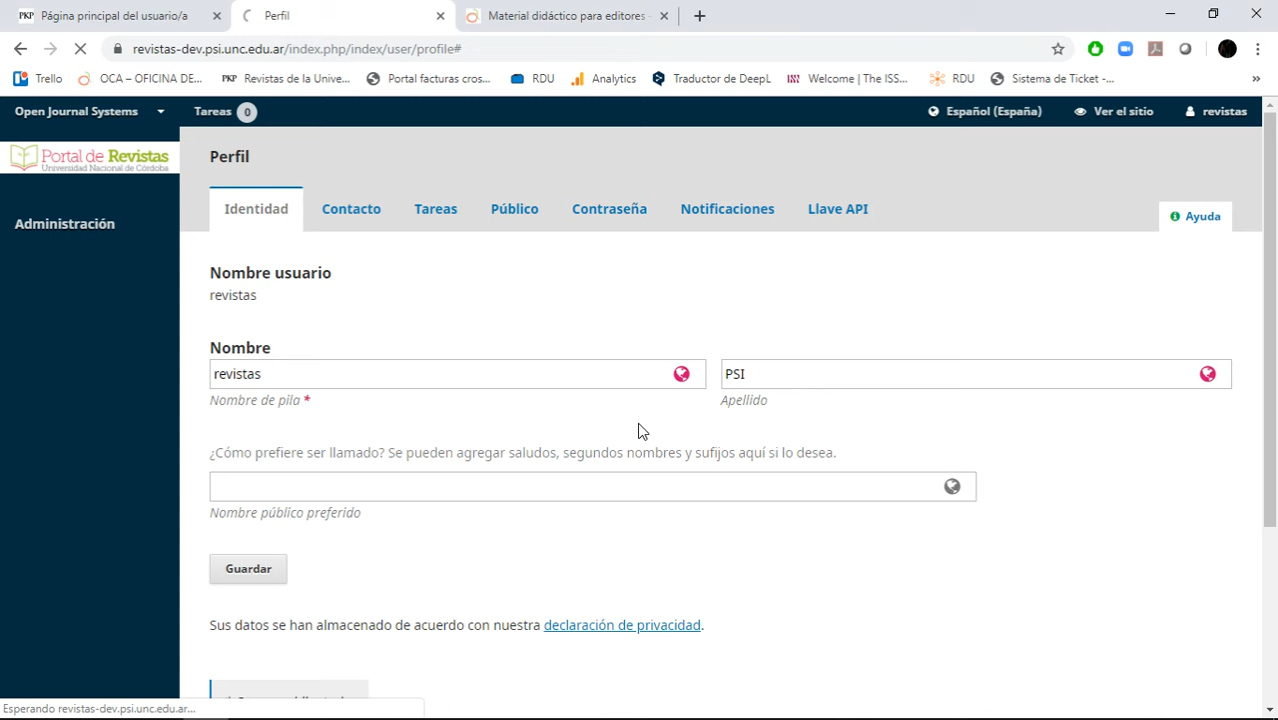 Página principal del usuario/a
Perfil
Material didáctico para editores
revistas-dev.psi.unc.edu.ar/index.php/index/user/profile#
Trello
OCA – OFICINA DE...
Revistas de la Unive...
Portal facturas cros...
RDU
Analytics
Traductor de DeepL
Welcome | The ISS...
RDU
Sistema de Ticket -...
Open Journal Systems
Tareas 0
Español (España)
Ver el sitio
revistas
Portal de Revistas
Universidad Nacional de Córdoba
Administración
Perfil
Identidad
Contacto
Tareas
Público
Contraseña
Notificaciones
Llave API
Ayuda
Nombre usuario
revistas
Nombre
revistas
PSI
Nombre de pila *
Apellido
¿Cómo prefiere ser llamado? Se pueden agregar saludos, segundos nombres y sufijos aquí si lo desea.
Nombre público preferido
Guardar
Sus datos se han almacenado de acuerdo con nuestra declaración de privacidad.
Esperando revistas-dev.psi.unc.edu.ar...